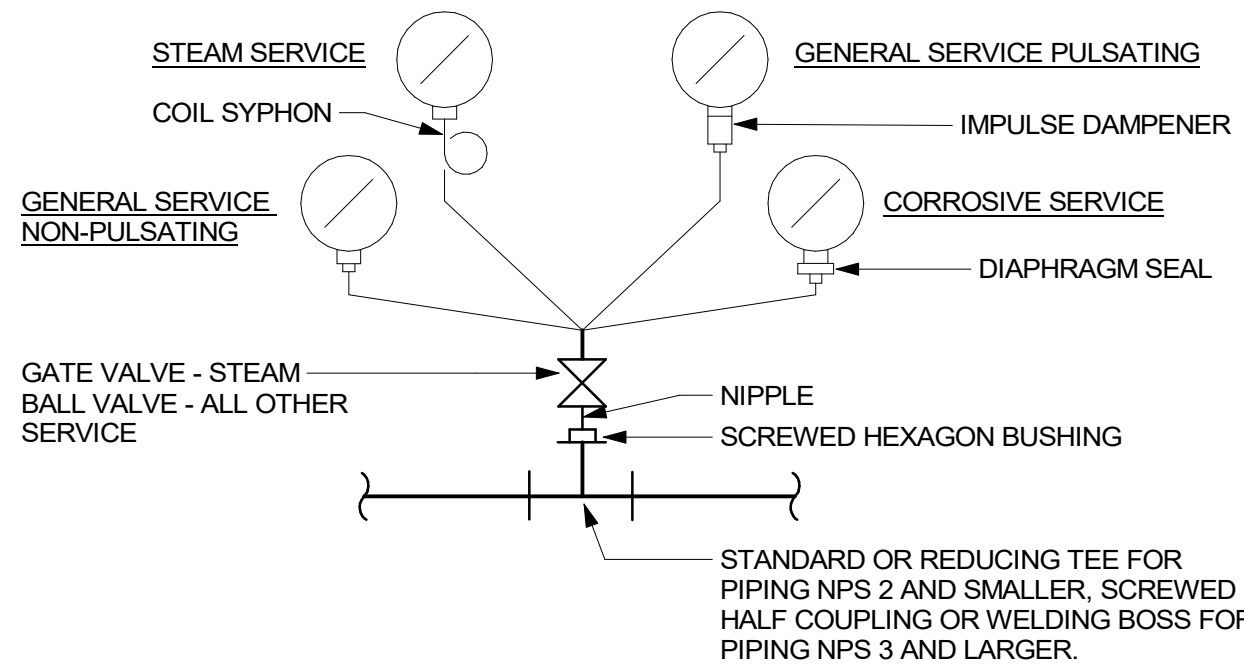 STEAM SERVICE
GENERAL SERVICE PULSATING
COIL SYPHON
IMPULSE DAMPENER
GENERAL SERVICE
NON-PULSATING
CORROSIVE SERVICE
DIAPHRAGM SEAL
GATE VALVE - STEAM
BALL VALVE - ALL OTHER
SERVICE
NIPPLE
SCREWED HEXAGON BUSHING
STANDARD OR REDUCING TEE FOR
PIPING NPS 2 AND SMALLER, SCREWED
HALF COUPLING OR WELDING BOSS FOR
PIPING NPS 3 AND LARGER.